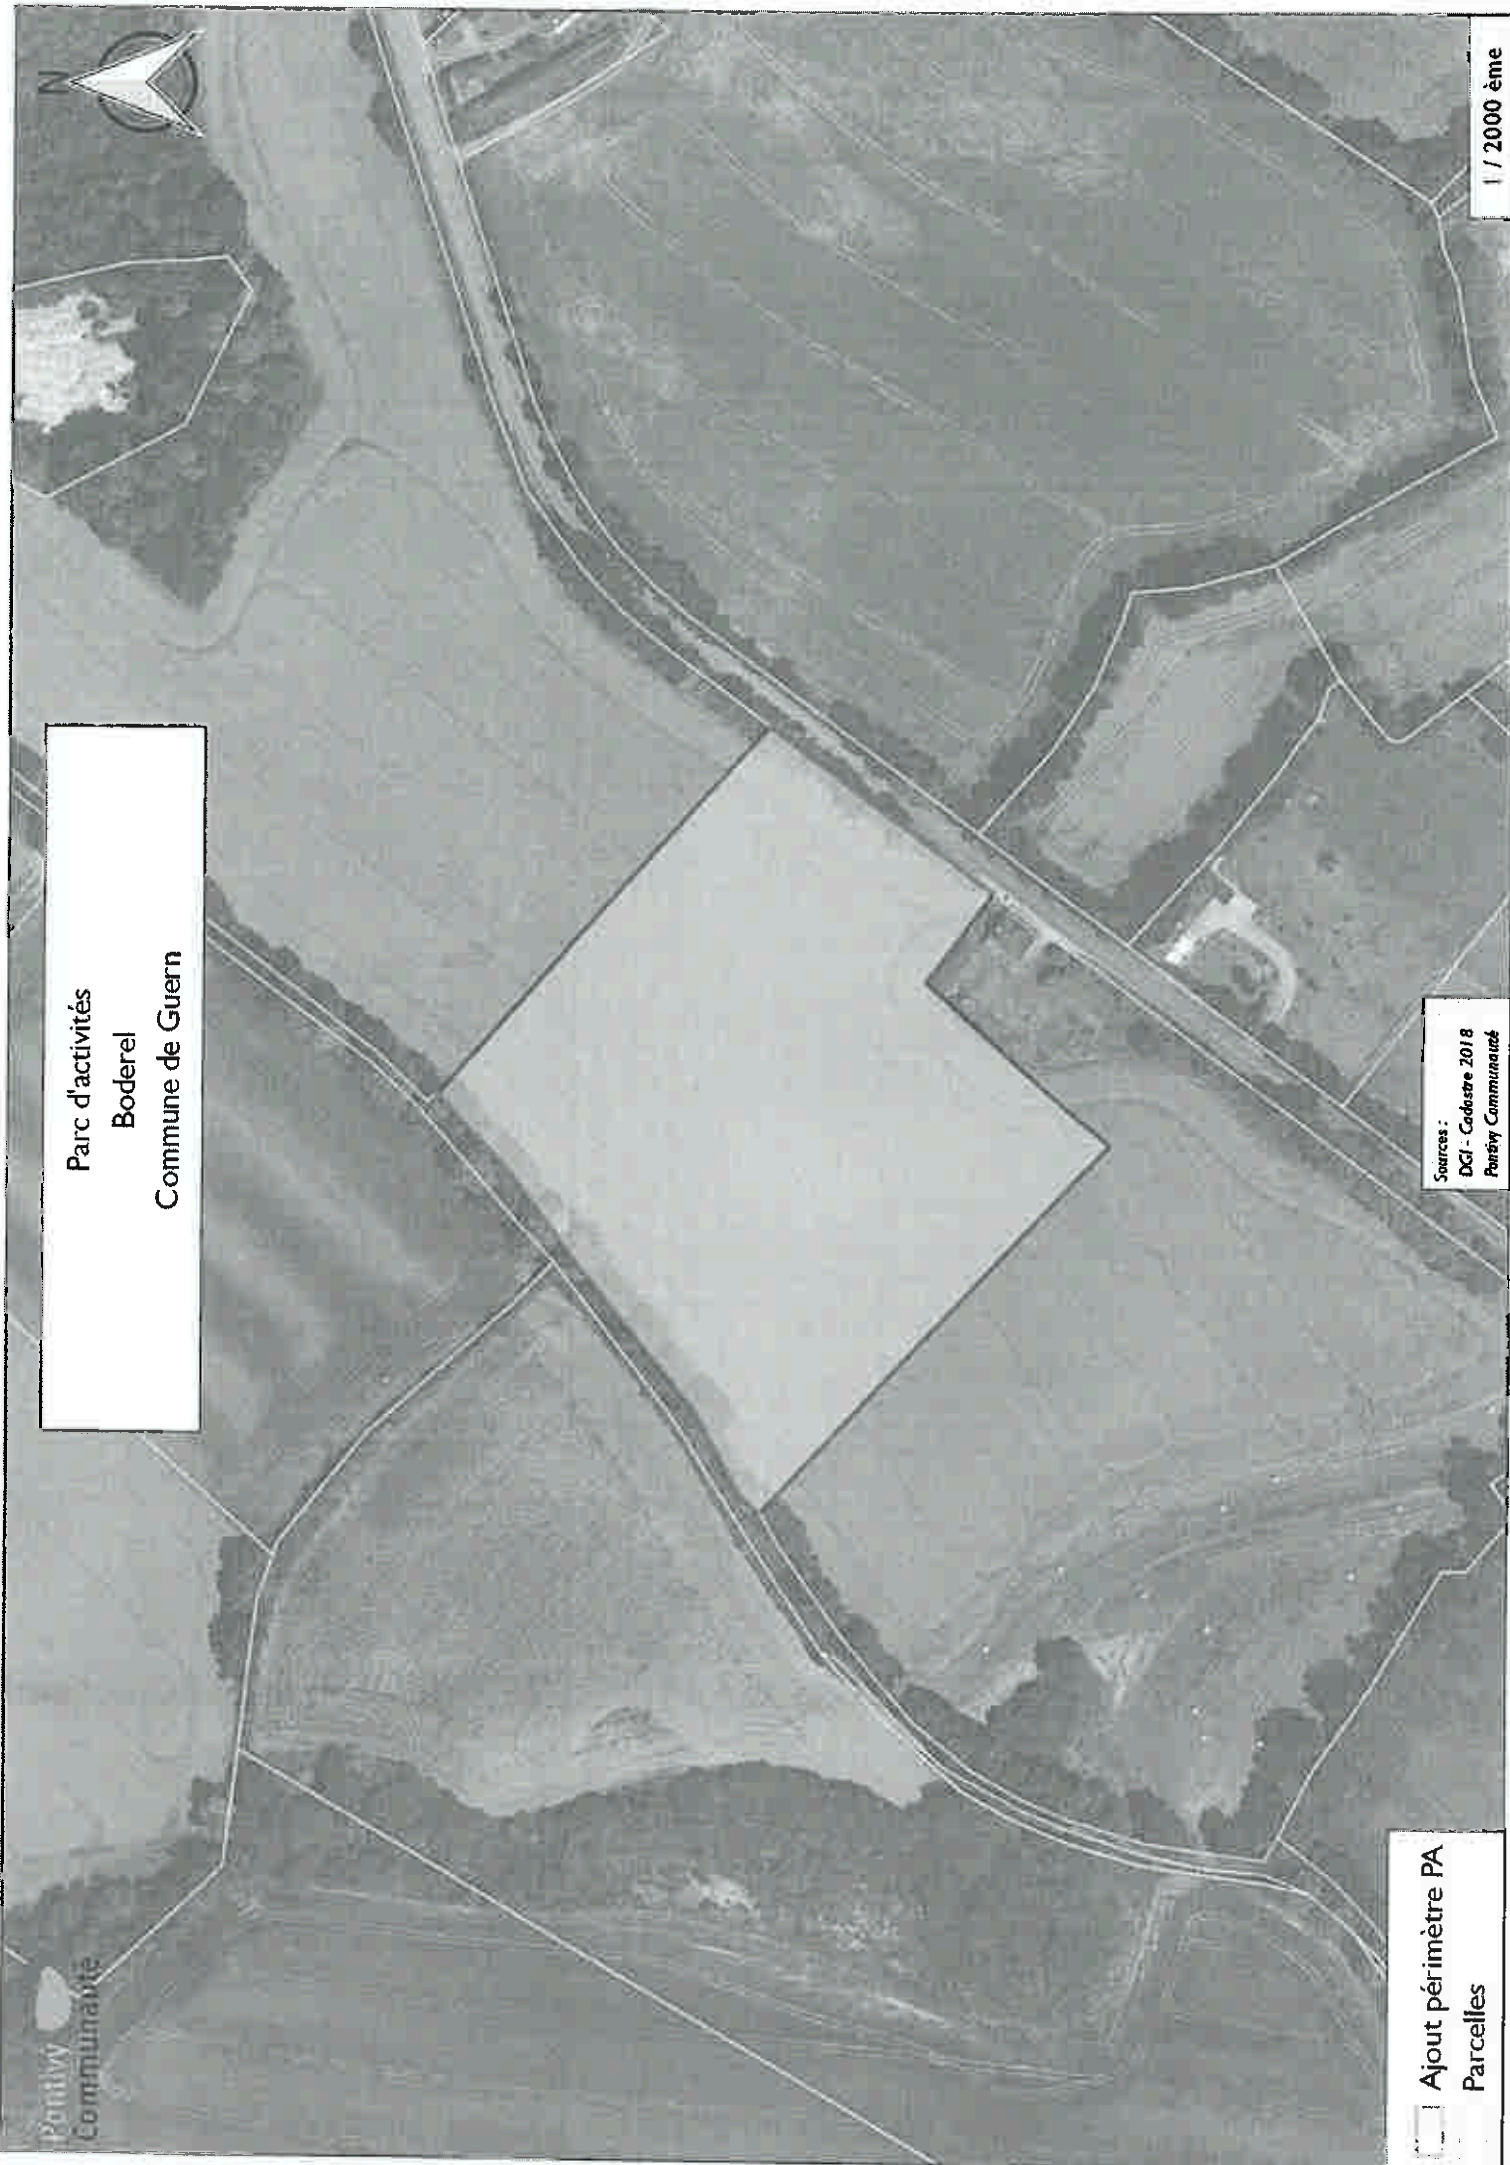 Pontivy
Communauté
Parc d'activités
Boderel
Commune de Guern
N
Ajout périmètre PA
Parcelles
Sources :
DGI - Cadastre 2018
Pontivy Communauté
1 / 2000 ème